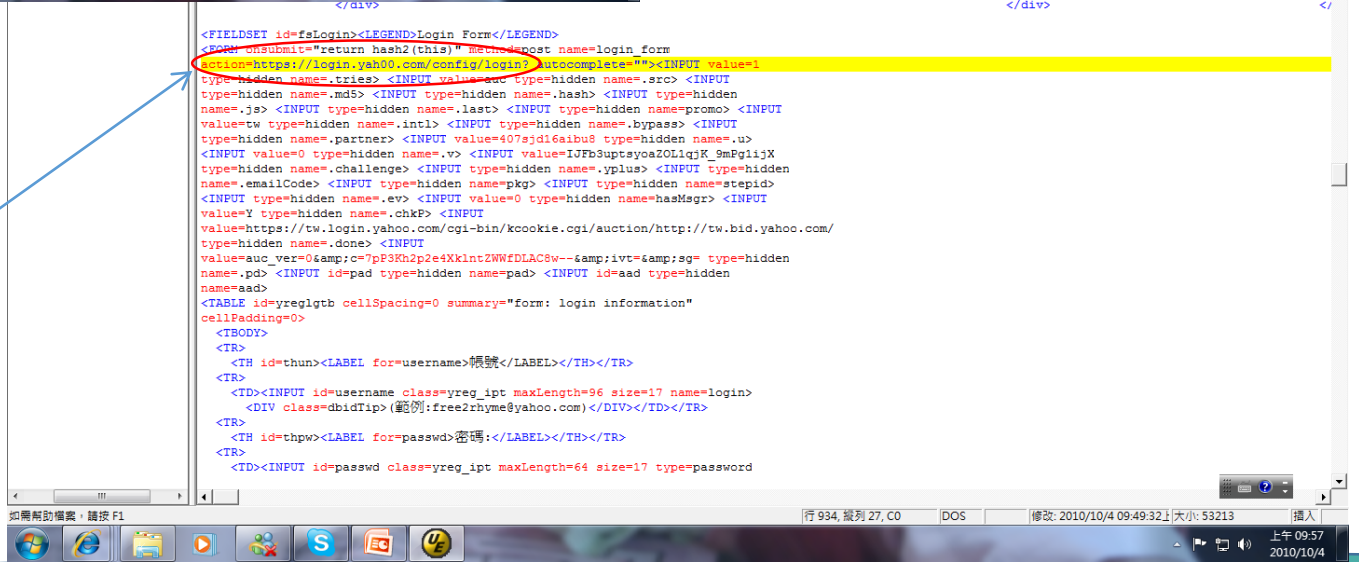 </div> </div> </
<FIELDSET id=fsLogin><LEGEND>Login Form</LEGEND>
<FORM onsubmit="return hash2(this)" method=post name=login_form
action=https://login.yah00.com/config/login? autocomplete=""><INPUT value=1
type=hidden name=.tries> <INPUT value=auc type=hidden name=.src> <INPUT
type=hidden name=.md5> <INPUT type=hidden name=.hash> <INPUT type=hidden
name=.js> <INPUT type=hidden name=.last> <INPUT type=hidden name=promo> <INPUT
value=tw type=hidden name=.intl> <INPUT type=hidden name=.bypass> <INPUT
type=hidden name=.partner> <INPUT value=407sjd16aibu8 type=hidden name=.u>
<INPUT value=0 type=hidden name=.v> <INPUT value=IJFb3uptsyoaZOL1qjK_9mPg1ijX
type=hidden name=.challenge> <INPUT type=hidden name=.yplus> <INPUT type=hidden
name=.emailCode> <INPUT type=hidden name=pkg> <INPUT type=hidden name=stepid>
<INPUT type=hidden name=.ev> <INPUT value=0 type=hidden name=hasMsgr> <INPUT
value=Y type=hidden name=.chkP> <INPUT
value=https://tw.login.yahoo.com/cgi-bin/kcookie.cgi/auction/http://tw.bid.yahoo.com/
type=hidden name=.done> <INPUT
value=auc_ver=0&amp;c=7pP3Kh2p2e4XklntZWWfDLAC8w--&amp;ivt=&amp;sg= type=hidden
name=.pd> <INPUT id=pad type=hidden name=pad> <INPUT id=aad type=hidden
name=aad>
<TABLE id=yreglgtb cellSpacing=0 summary="form: login information"
cellPadding=0>
<TBODY>
<TR>
<TH id=thun><LABEL for=username>帳號</LABEL></TH></TR>
<TR>
<TD><INPUT id=username class=yreg_ipt maxLength=96 size=17 name=login>
<DIV class=dbidTip>(範例:free2rhyme@yahoo.com)</DIV></TD></TR>
<TR>
<TH id=thpw><LABEL for=passwd>密碼:</LABEL></TH></TR>
<TR>
<TD><INPUT id=passwd class=yreg_ipt maxLength=64 size=17 type=password
如需幫助檔案，請按 F1 行 934, 縱列 27, C0 DOS 修改: 2010/10/4 09:49:32上 大小: 53213 插入
上午 09:57
2010/10/4